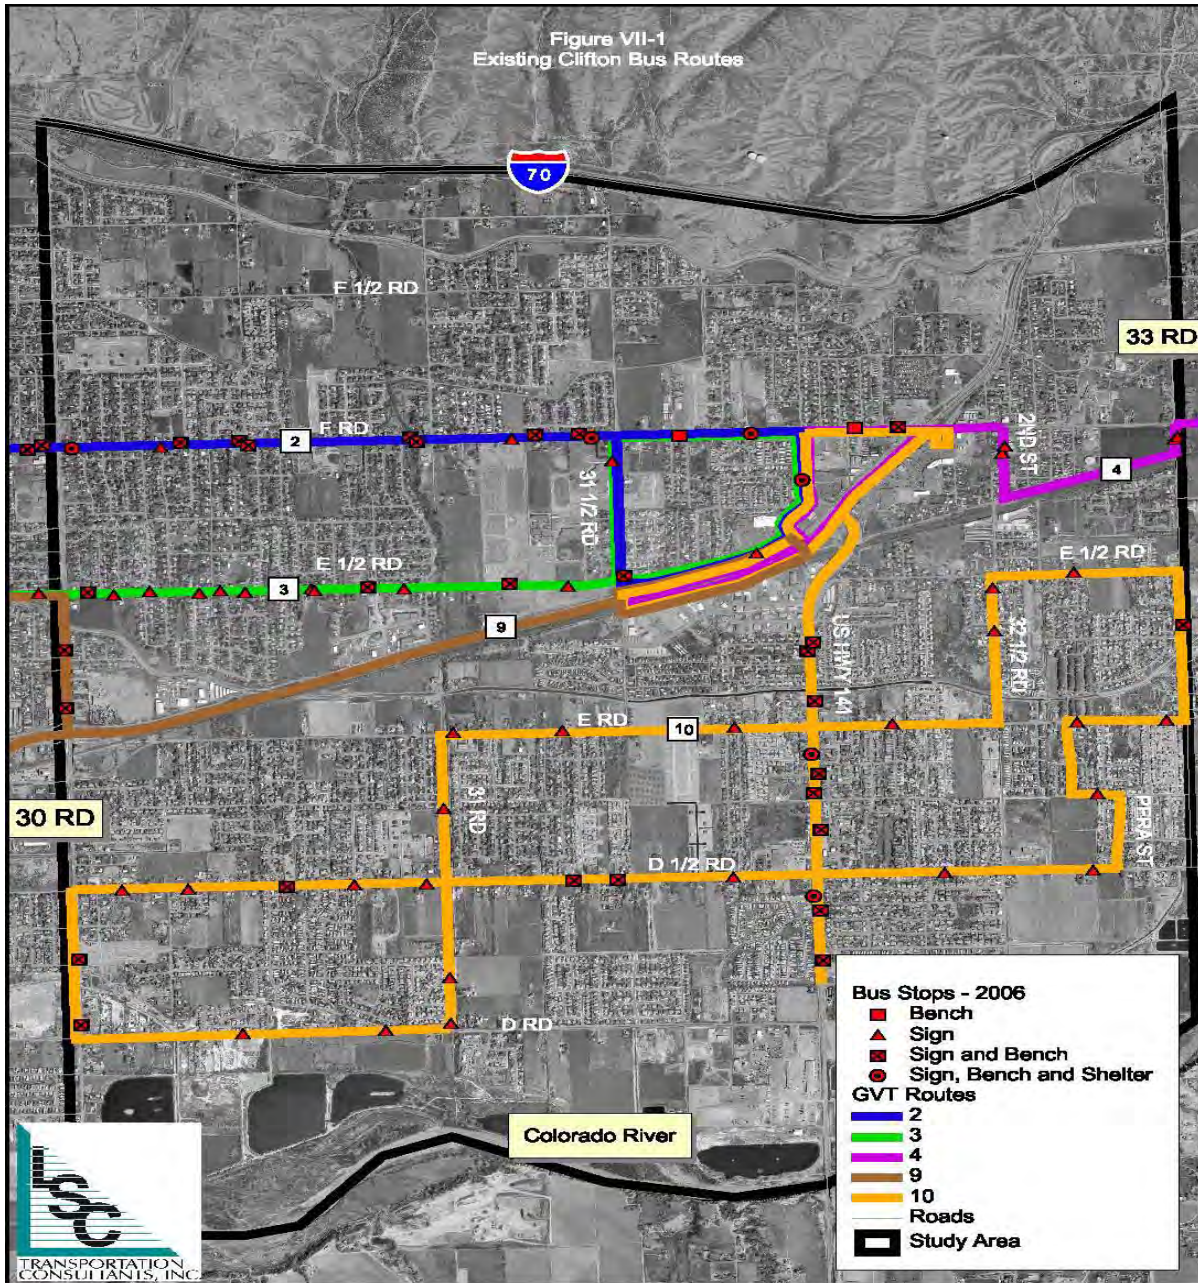 Figure VII-1
Existing Clifton Bus Routes
70
F 1/2 RD
33 RD
F RD
2
2ND ST
4
31 1/2 RD
E 1/2 RD
E 1/2 RD
3
9
US HWY 141
32 1/2 RD
E RD
10
31 RD
30 RD
PERRA ST
D 1/2 RD
D RD
Bus Stops - 2006
Bench
Sign
Sign and Bench
Sign, Bench and Shelter
GVT Routes
2
3
4
9
10
Roads
Study Area
Colorado River
LSC
TRANSPORTATION
CONSULTANTS, INC.